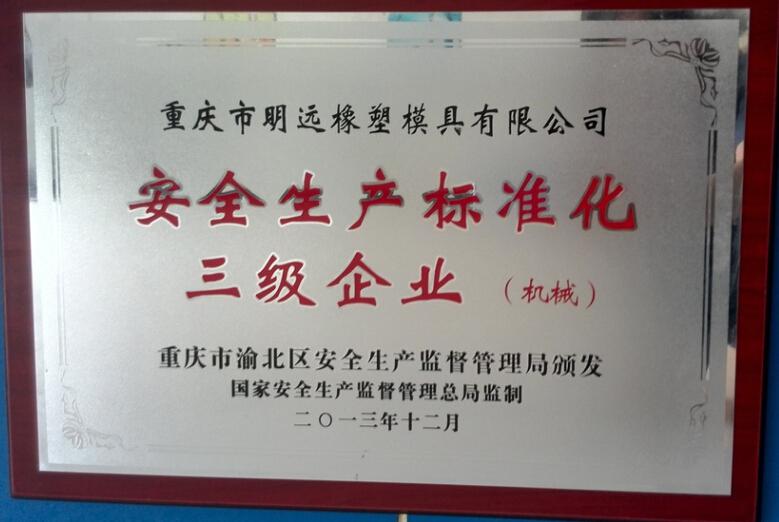 重庆市明远橡塑模具有限公司
安全生产标准化
三级企业（机械）
重庆市渝北区安全生产监督管理局颁发
国家安全生产监督管理总局监制
二〇一三年十二月